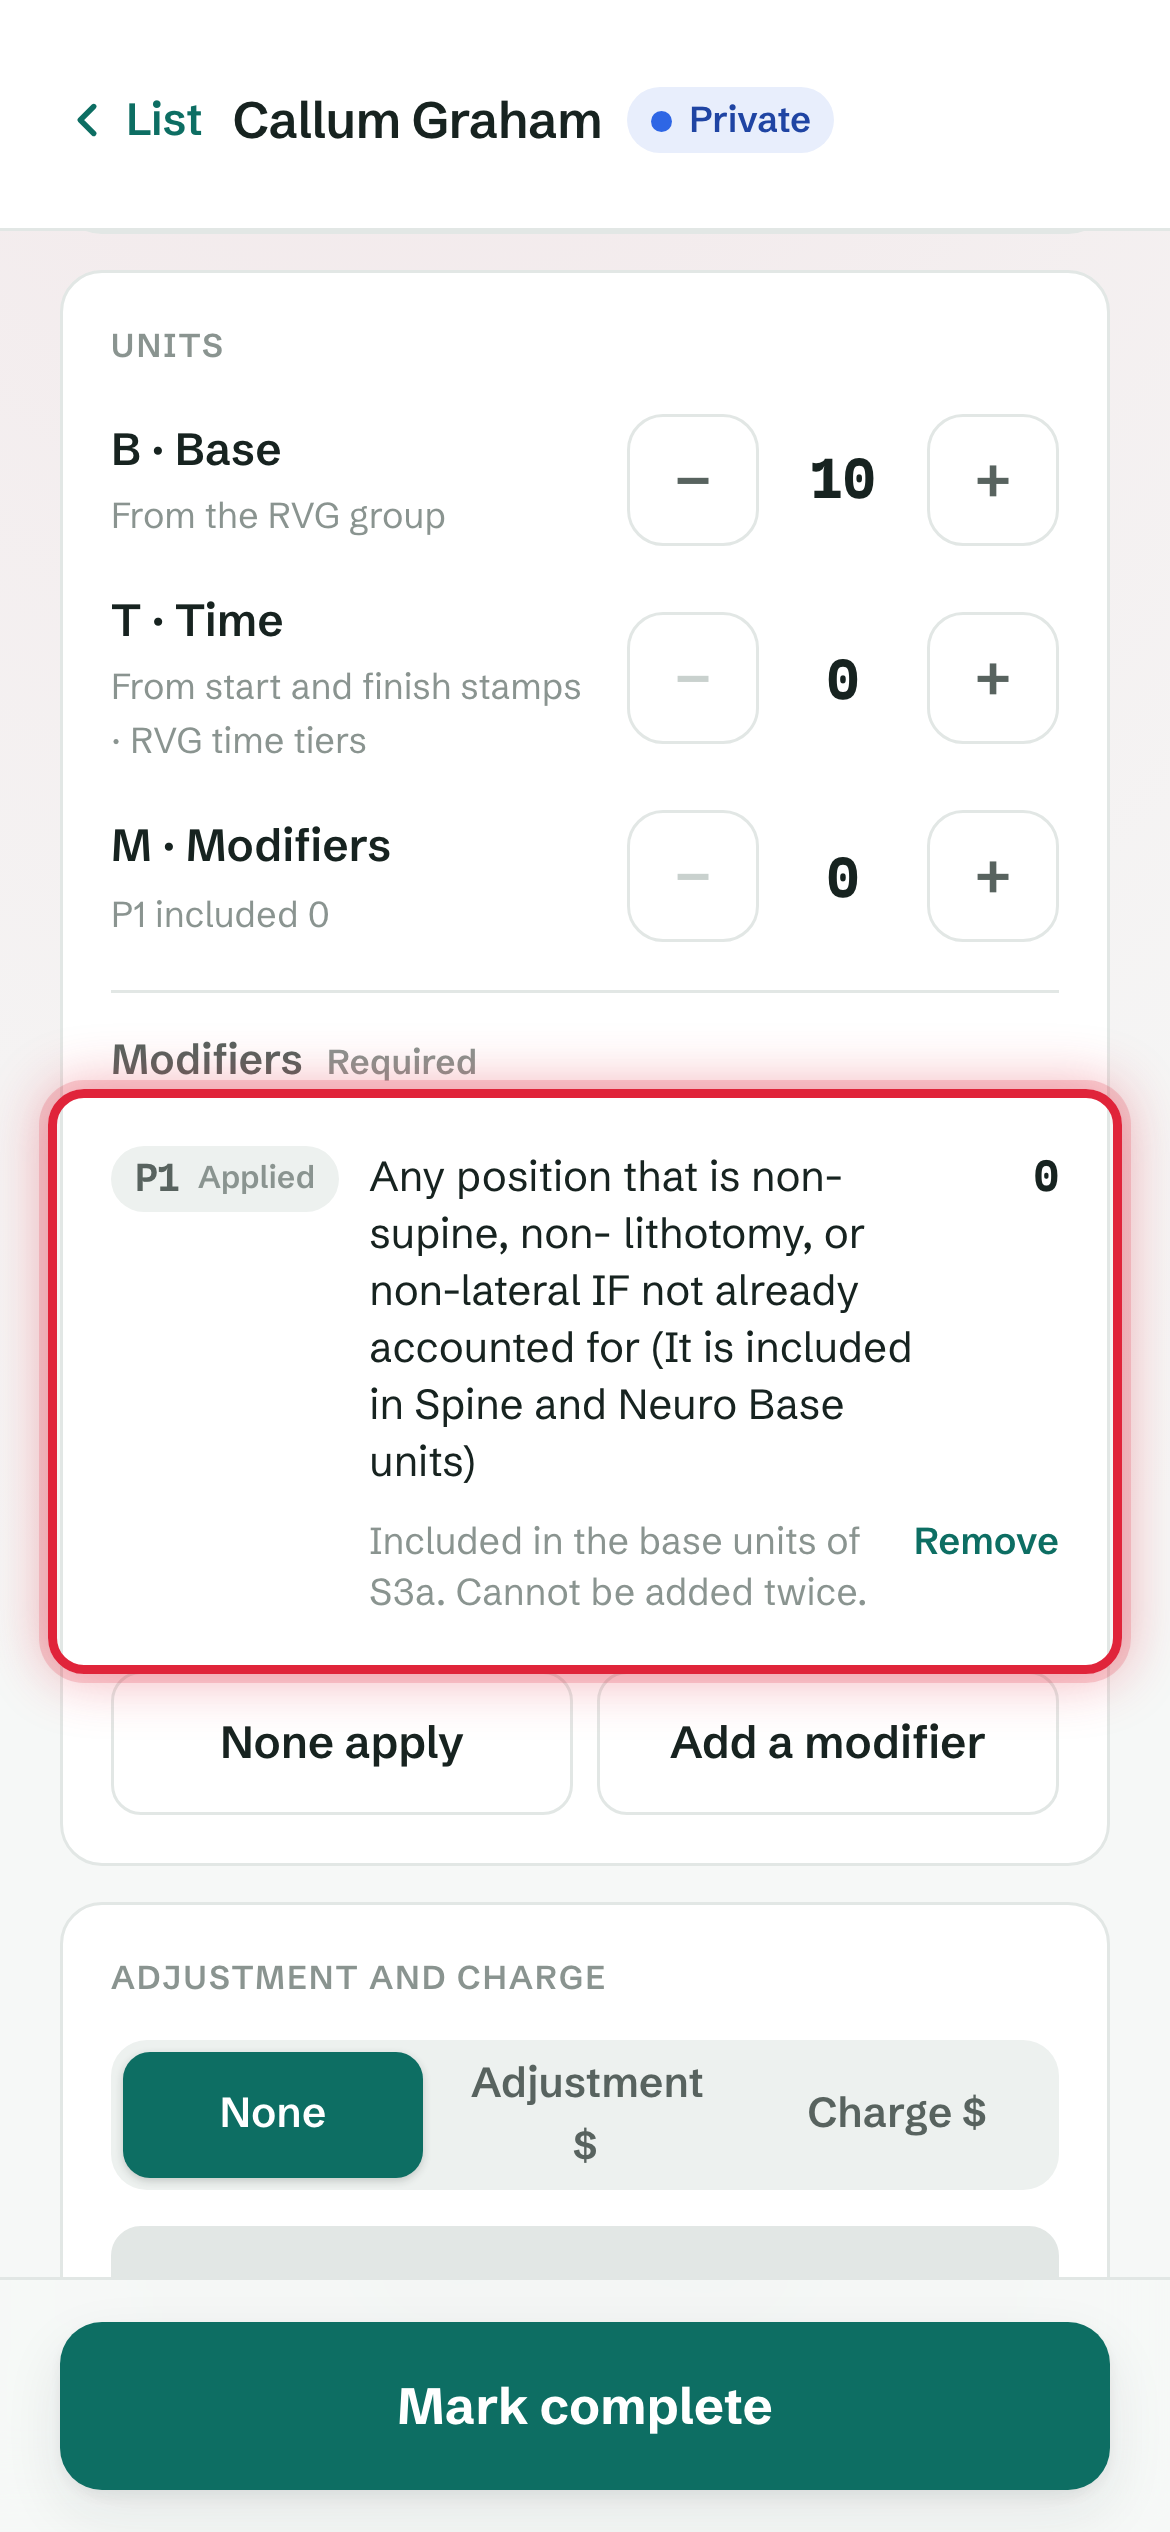 List Callum Graham Private
UNITS
B · Base
From the RVG group
− 10 +
T · Time
From start and finish stamps
· RVG time tiers
− 0 +
M · Modifiers
P1 included 0
− 0 +
Modifiers Required
P1 Applied
Any position that is non-
supine, non- lithotomy, or
non-lateral IF not already
accounted for (It is included
in Spine and Neuro Base
units)
0
Included in the base units of
S3a. Cannot be added twice.
Remove
None apply
Add a modifier
ADJUSTMENT AND CHARGE
None
Adjustment
$
Charge $
Mark complete